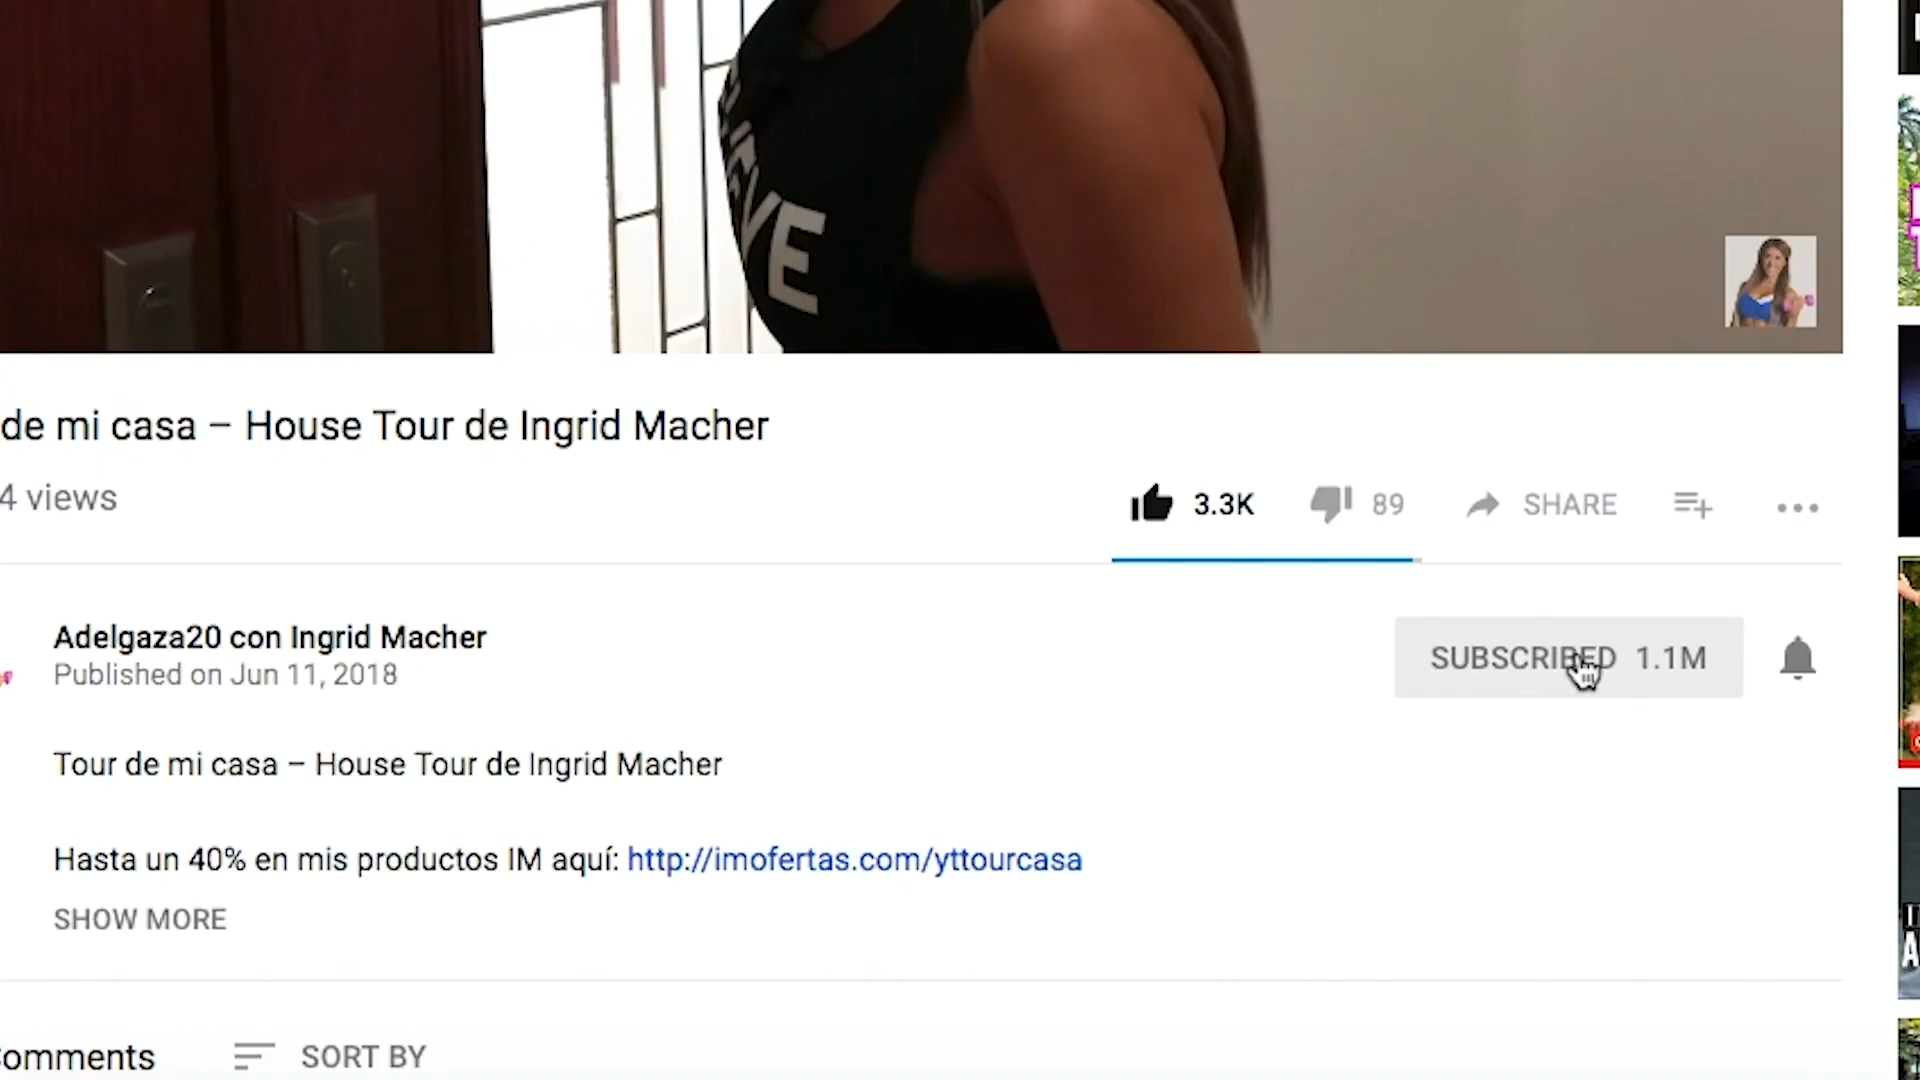 VE
de mi casa – House Tour de Ingrid Macher
4 views
3.3K
89
SHARE
Adelgaza20 con Ingrid Macher
Published on Jun 11, 2018
SUBSCRIBED 1.1M
Tour de mi casa – House Tour de Ingrid Macher
Hasta un 40% en mis productos IM aquí: http://imofertas.com/yttourcasa
SHOW MORE
omments
SORT BY